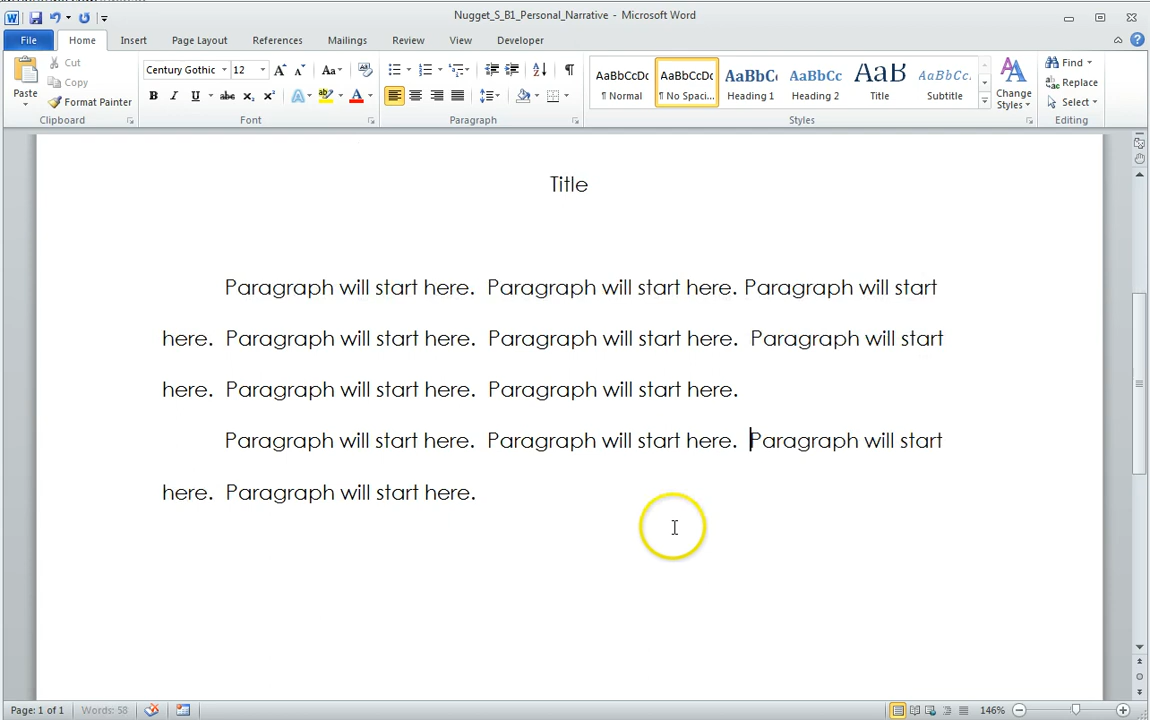 Nugget_S_B1_Personal_Narrative - Microsoft Word
File Home Insert Page Layout References Mailings Review View Developer
Paste
Cut
Copy
Format Painter
Clipboard
Century Gothic 12
Aa
B I U abc x₂ x² A A
Font
Paragraph
AaBbCcDc AaBbCcDc AaBbC AaBbCc AaB AaBbCc.
¶ Normal ¶ No Spaci... Heading 1 Heading 2 Title Subtitle
Change Styles
Styles
Find
Replace
Select
Editing
Title
Paragraph will start here. Paragraph will start here. Paragraph will start
here. Paragraph will start here. Paragraph will start here. Paragraph will start
here. Paragraph will start here. Paragraph will start here.
Paragraph will start here. Paragraph will start here. Paragraph will start
here. Paragraph will start here.
Page: 1 of 1 Words: 58 146%